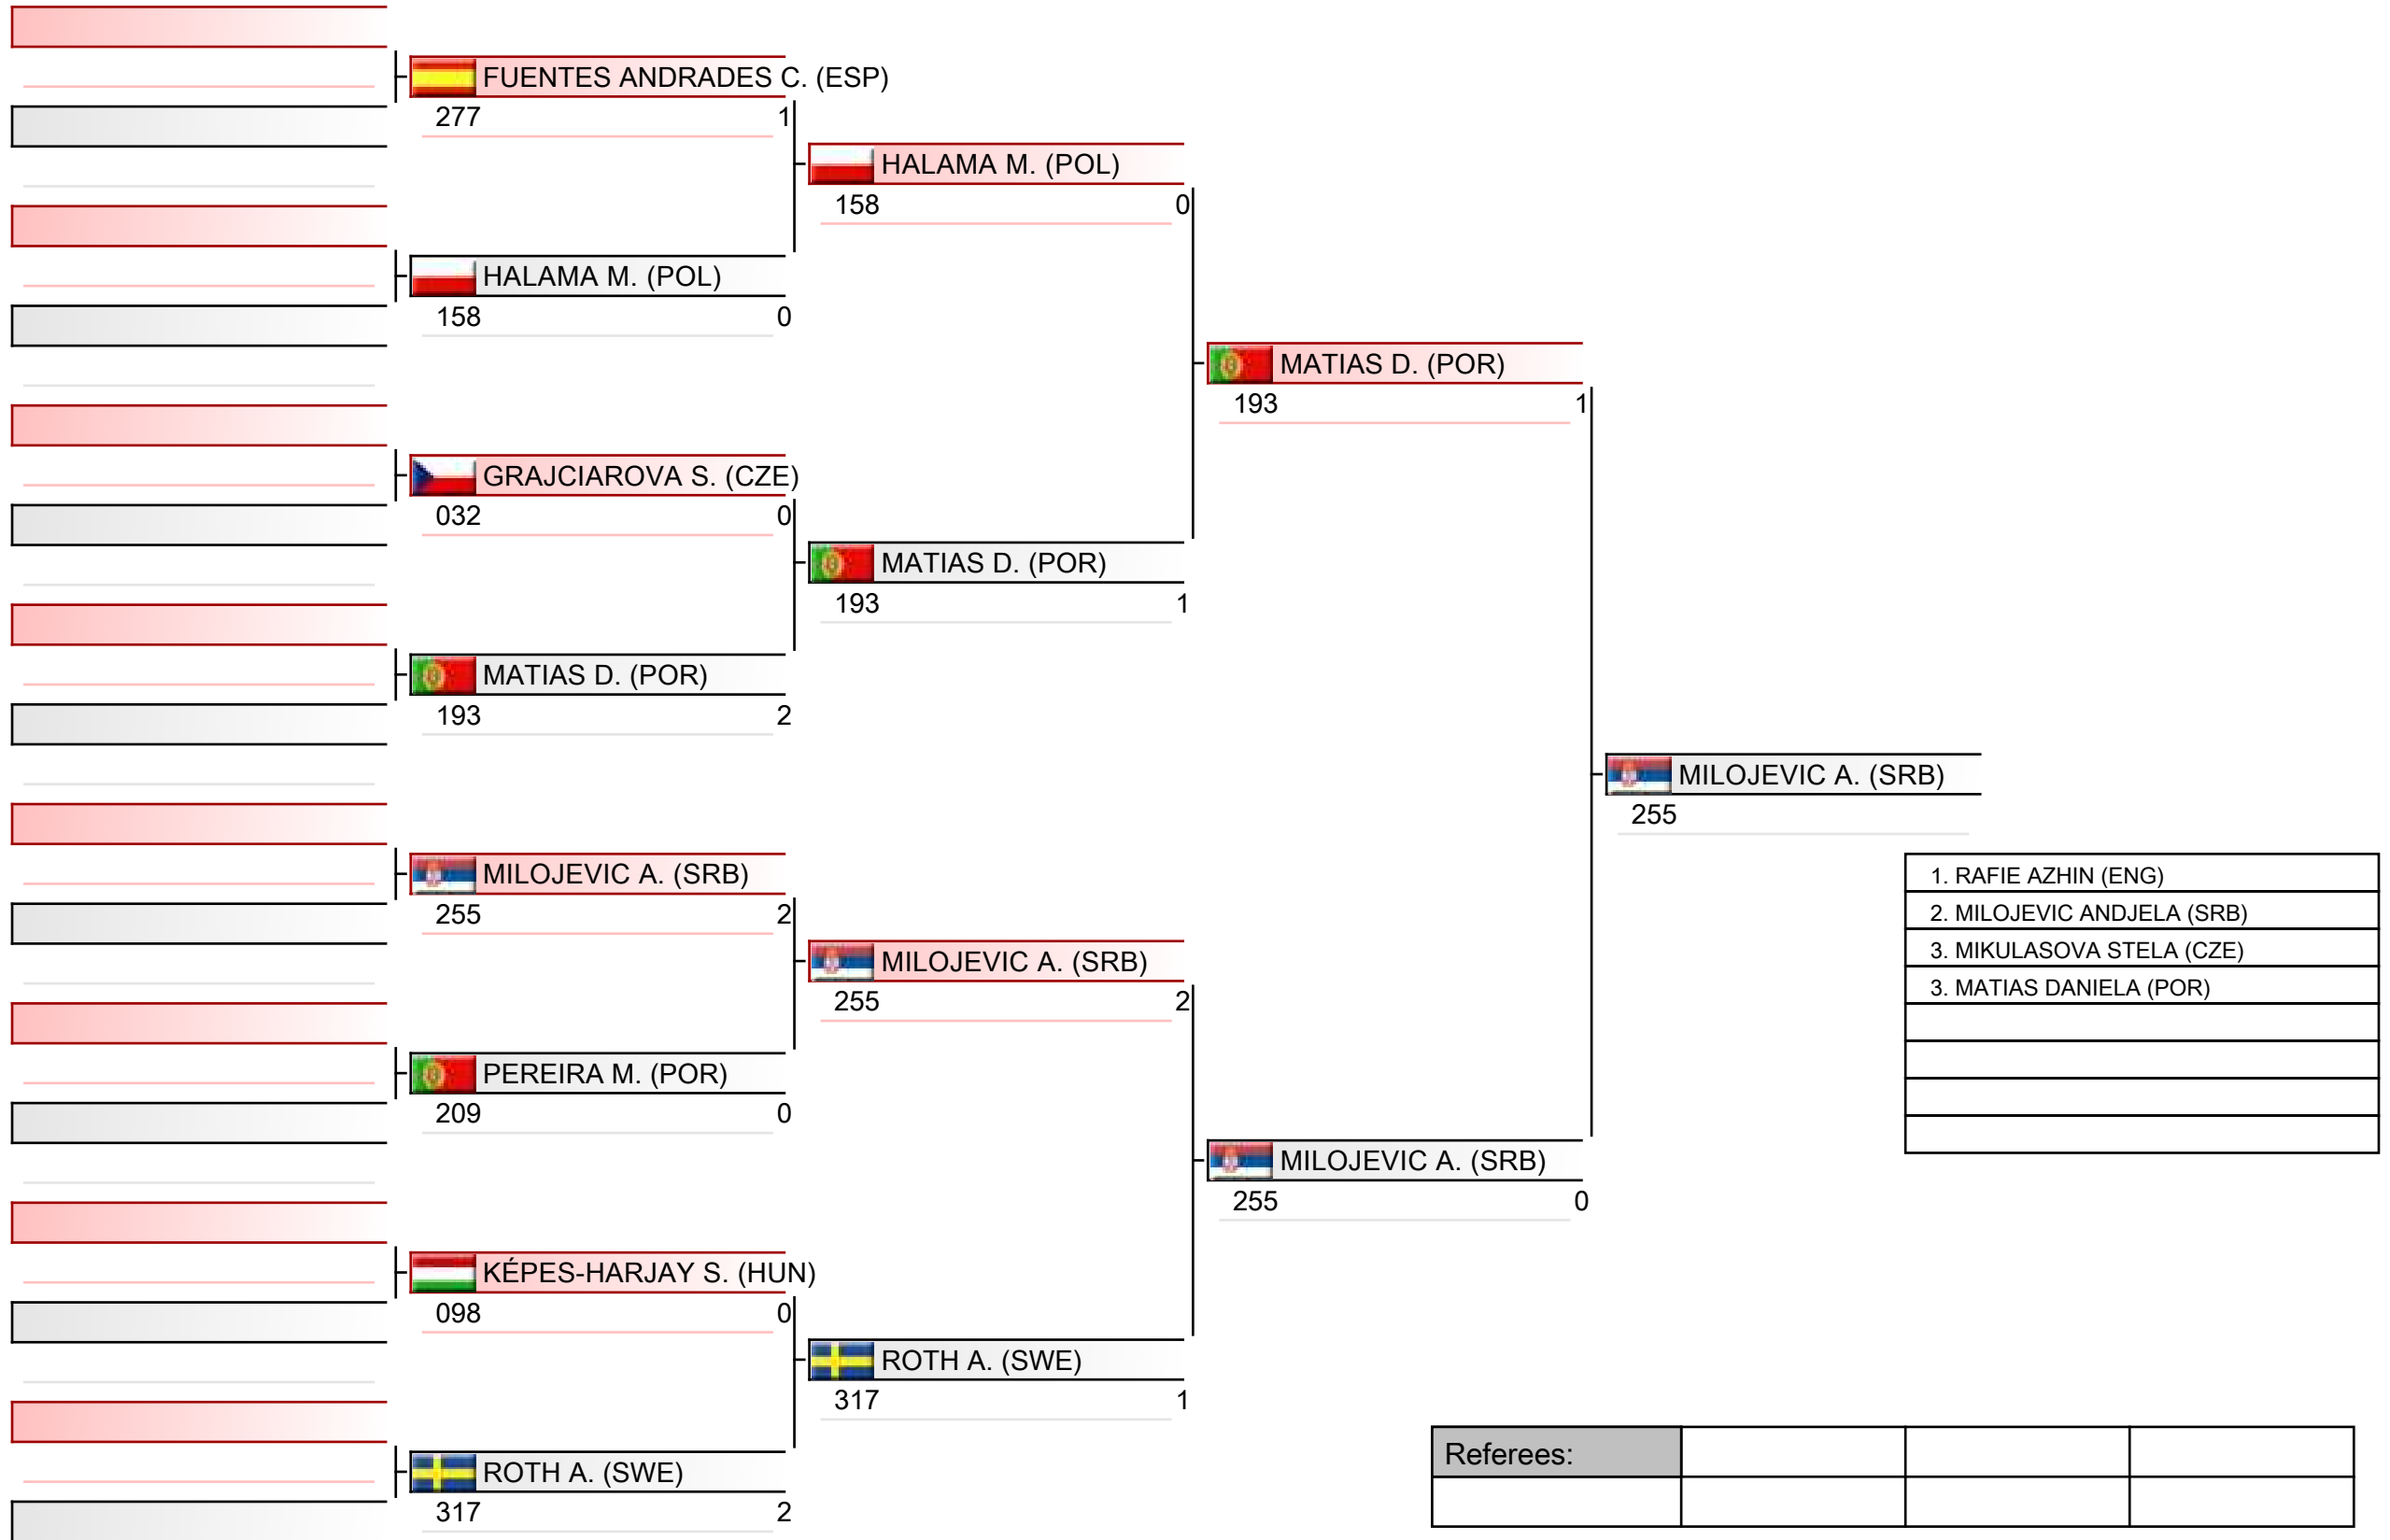 FUENTES ANDRADES C. (ESP)
277 1
HALAMA M. (POL)
158 0
HALAMA M. (POL)
158 0
MATIAS D. (POR)
193 1
GRAJCIAROVA S. (CZE)
032 0
MATIAS D. (POR)
193 1
MATIAS D. (POR)
193 2
MILOJEVIC A. (SRB)
255
MILOJEVIC A. (SRB)
255 2
1. RAFIE AZHIN (ENG)
2. MILOJEVIC ANDJELA (SRB)
3. MIKULASOVA STELA (CZE)
3. MATIAS DANIELA (POR)
MILOJEVIC A. (SRB)
255 2
PEREIRA M. (POR)
209 0
MILOJEVIC A. (SRB)
255 0
KÉPES-HARJAY S. (HUN)
098 0
ROTH A. (SWE)
317 1
ROTH A. (SWE)
317 2
Referees: